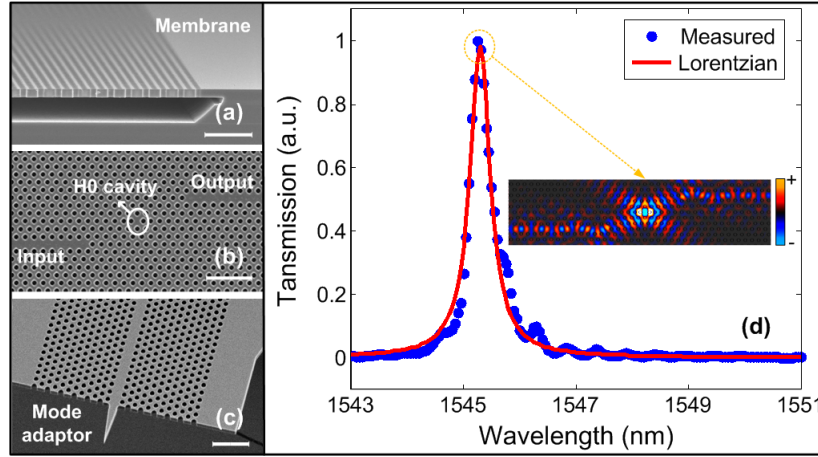 Membrane
(a)
H0 cavity
Output
Input
(b)
Mode
adaptor
(c)
Tansmission (a.u.)
1
0.8
0.6
0.4
0.2
0
1543
1545
1547
1549
1551
Wavelength (nm)
Measured
Lorentzian
+
-
(d)